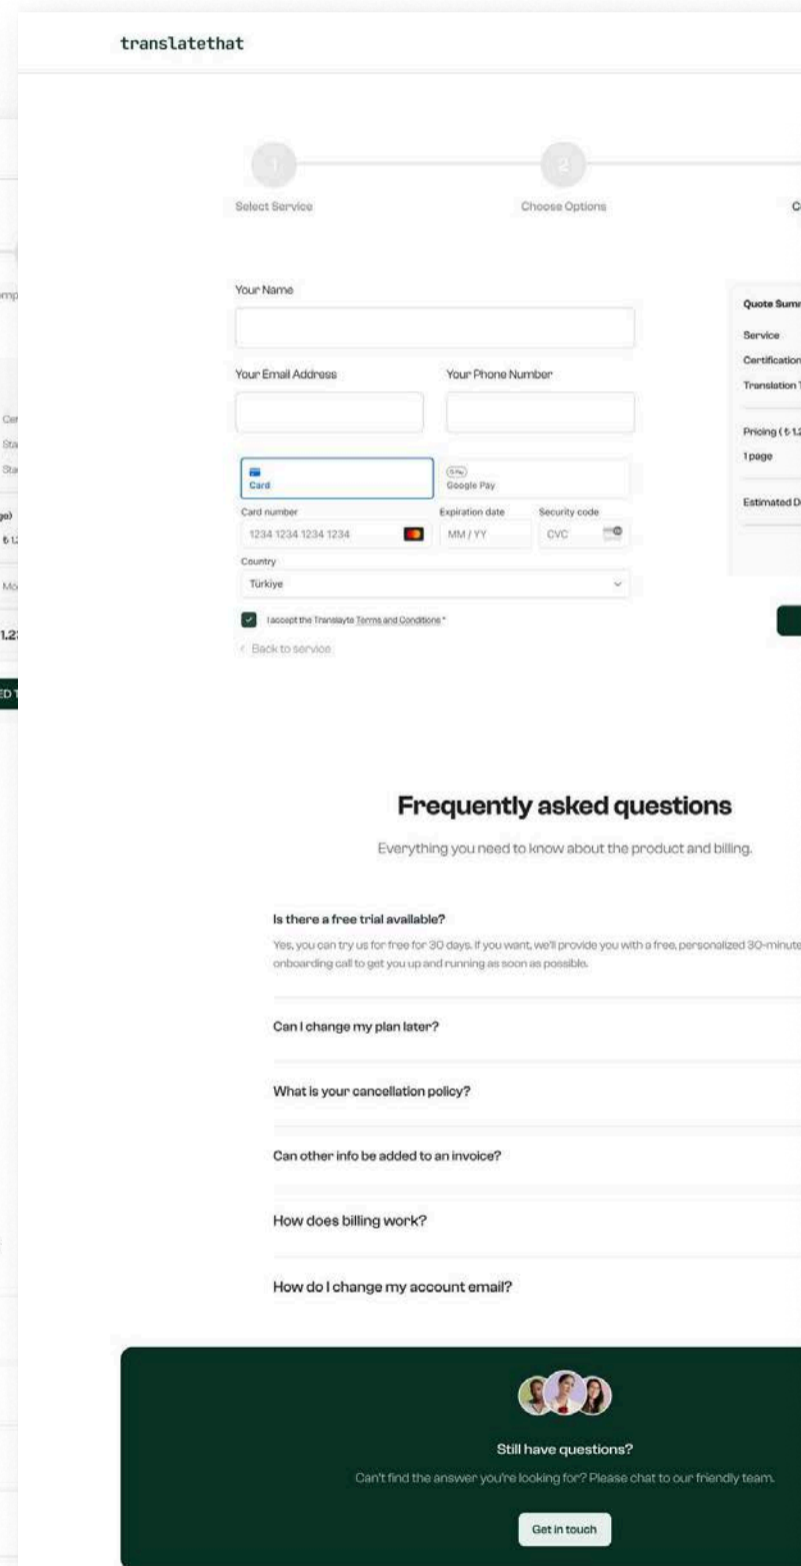 translatethat
1
2
Select Service
Choose Options
Your Name
Your Email Address
Your Phone Number
Card
G Pay
Google Pay
Card number
Expiration date
Security code
1234 1234 1234 1234
MM / YY
CVC
Country
Türkiye
I accept the Translayte Terms and Conditions *
< Back to service
Quote Summ
Service
Certification
Translation T
Pricing ( ₺ 1.2
1 page
Estimated D
Frequently asked questions
Everything you need to know about the product and billing.
Is there a free trial available?
Yes, you can try us for free for 30 days. If you want, we'll provide you with a free, personalized 30-minute
onboarding call to get you up and running as soon as possible.
Can I change my plan later?
What is your cancellation policy?
Can other info be added to an invoice?
How does billing work?
How do I change my account email?
Still have questions?
Can't find the answer you're looking for? Please chat to our friendly team.
Get in touch